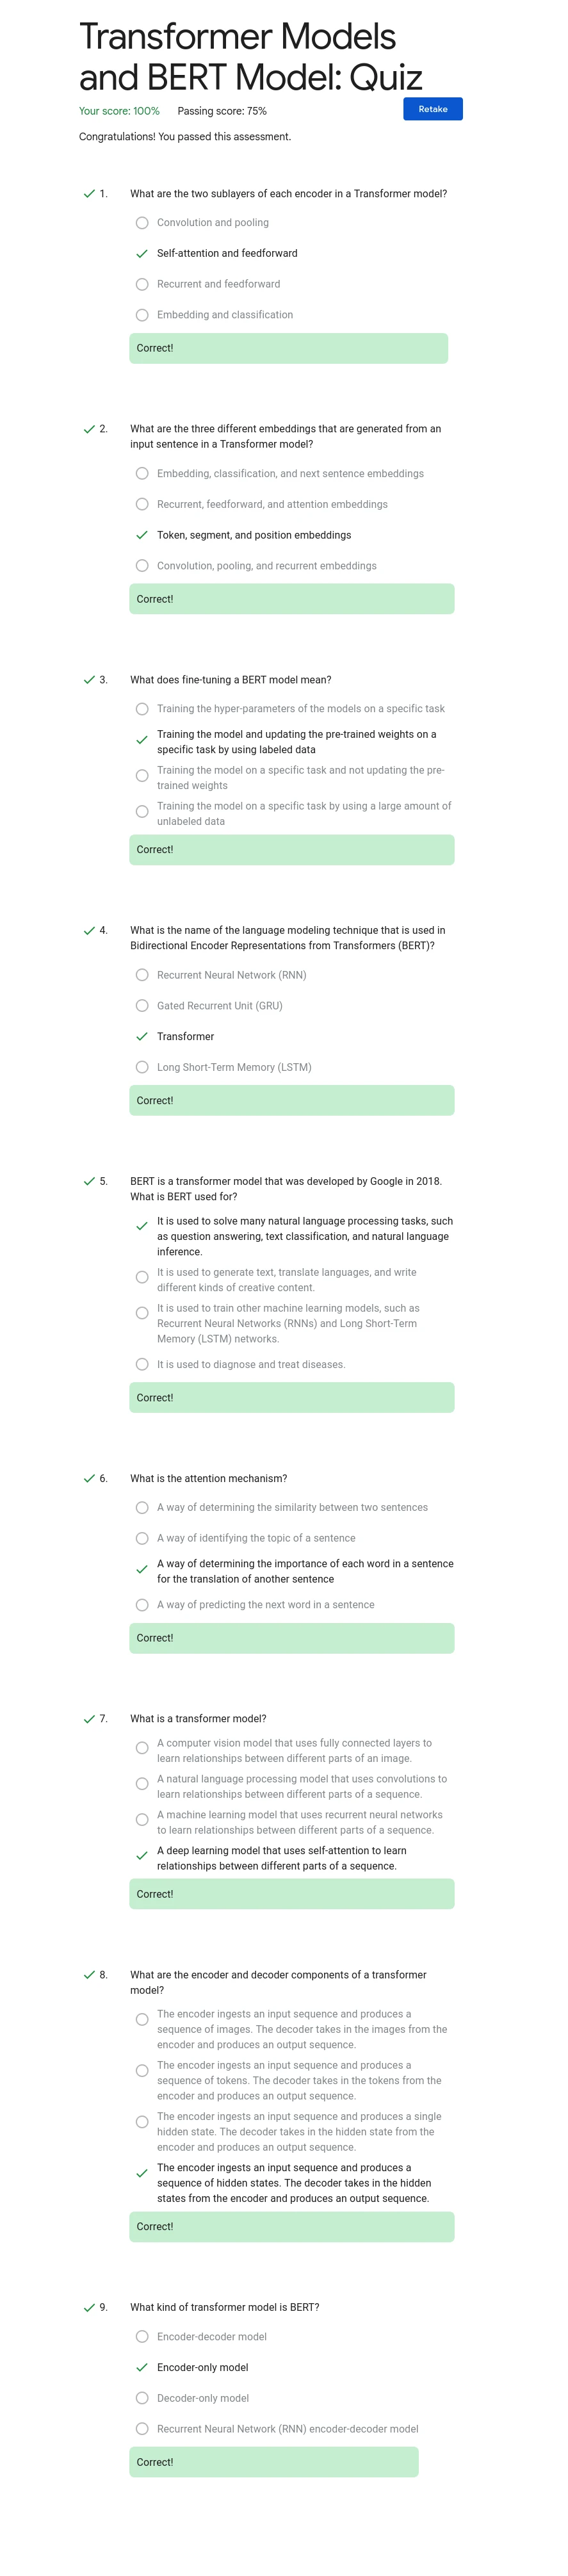 Transformer Models
and BERT Model: Quiz
Your score: 100% Passing score: 75%
Retake
Congratulations! You passed this assessment.
1. What are the two sublayers of each encoder in a Transformer model?
Convolution and pooling
Self-attention and feedforward
Recurrent and feedforward
Embedding and classification
Correct!
2. What are the three different embeddings that are generated from an
input sentence in a Transformer model?
Embedding, classification, and next sentence embeddings
Recurrent, feedforward, and attention embeddings
Token, segment, and position embeddings
Convolution, pooling, and recurrent embeddings
Correct!
3. What does fine-tuning a BERT model mean?
Training the hyper-parameters of the models on a specific task
Training the model and updating the pre-trained weights on a
specific task by using labeled data
Training the model on a specific task and not updating the pre-
trained weights
Training the model on a specific task by using a large amount of
unlabeled data
Correct!
4. What is the name of the language modeling technique that is used in
Bidirectional Encoder Representations from Transformers (BERT)?
Recurrent Neural Network (RNN)
Gated Recurrent Unit (GRU)
Transformer
Long Short-Term Memory (LSTM)
Correct!
5. BERT is a transformer model that was developed by Google in 2018.
What is BERT used for?
It is used to solve many natural language processing tasks, such
as question answering, text classification, and natural language
inference.
It is used to generate text, translate languages, and write
different kinds of creative content.
It is used to train other machine learning models, such as
Recurrent Neural Networks (RNNs) and Long Short-Term
Memory (LSTM) networks.
It is used to diagnose and treat diseases.
Correct!
6. What is the attention mechanism?
A way of determining the similarity between two sentences
A way of identifying the topic of a sentence
A way of determining the importance of each word in a sentence
for the translation of another sentence
A way of predicting the next word in a sentence
Correct!
7. What is a transformer model?
A computer vision model that uses fully connected layers to
learn relationships between different parts of an image.
A natural language processing model that uses convolutions to
learn relationships between different parts of a sequence.
A machine learning model that uses recurrent neural networks
to learn relationships between different parts of a sequence.
A deep learning model that uses self-attention to learn
relationships between different parts of a sequence.
Correct!
8. What are the encoder and decoder components of a transformer
model?
The encoder ingests an input sequence and produces a
sequence of images. The decoder takes in the images from the
encoder and produces an output sequence.
The encoder ingests an input sequence and produces a
sequence of tokens. The decoder takes in the tokens from the
encoder and produces an output sequence.
The encoder ingests an input sequence and produces a single
hidden state. The decoder takes in the hidden state from the
encoder and produces an output sequence.
The encoder ingests an input sequence and produces a
sequence of hidden states. The decoder takes in the hidden
states from the encoder and produces an output sequence.
Correct!
9. What kind of transformer model is BERT?
Encoder-decoder model
Encoder-only model
Decoder-only model
Recurrent Neural Network (RNN) encoder-decoder model
Correct!